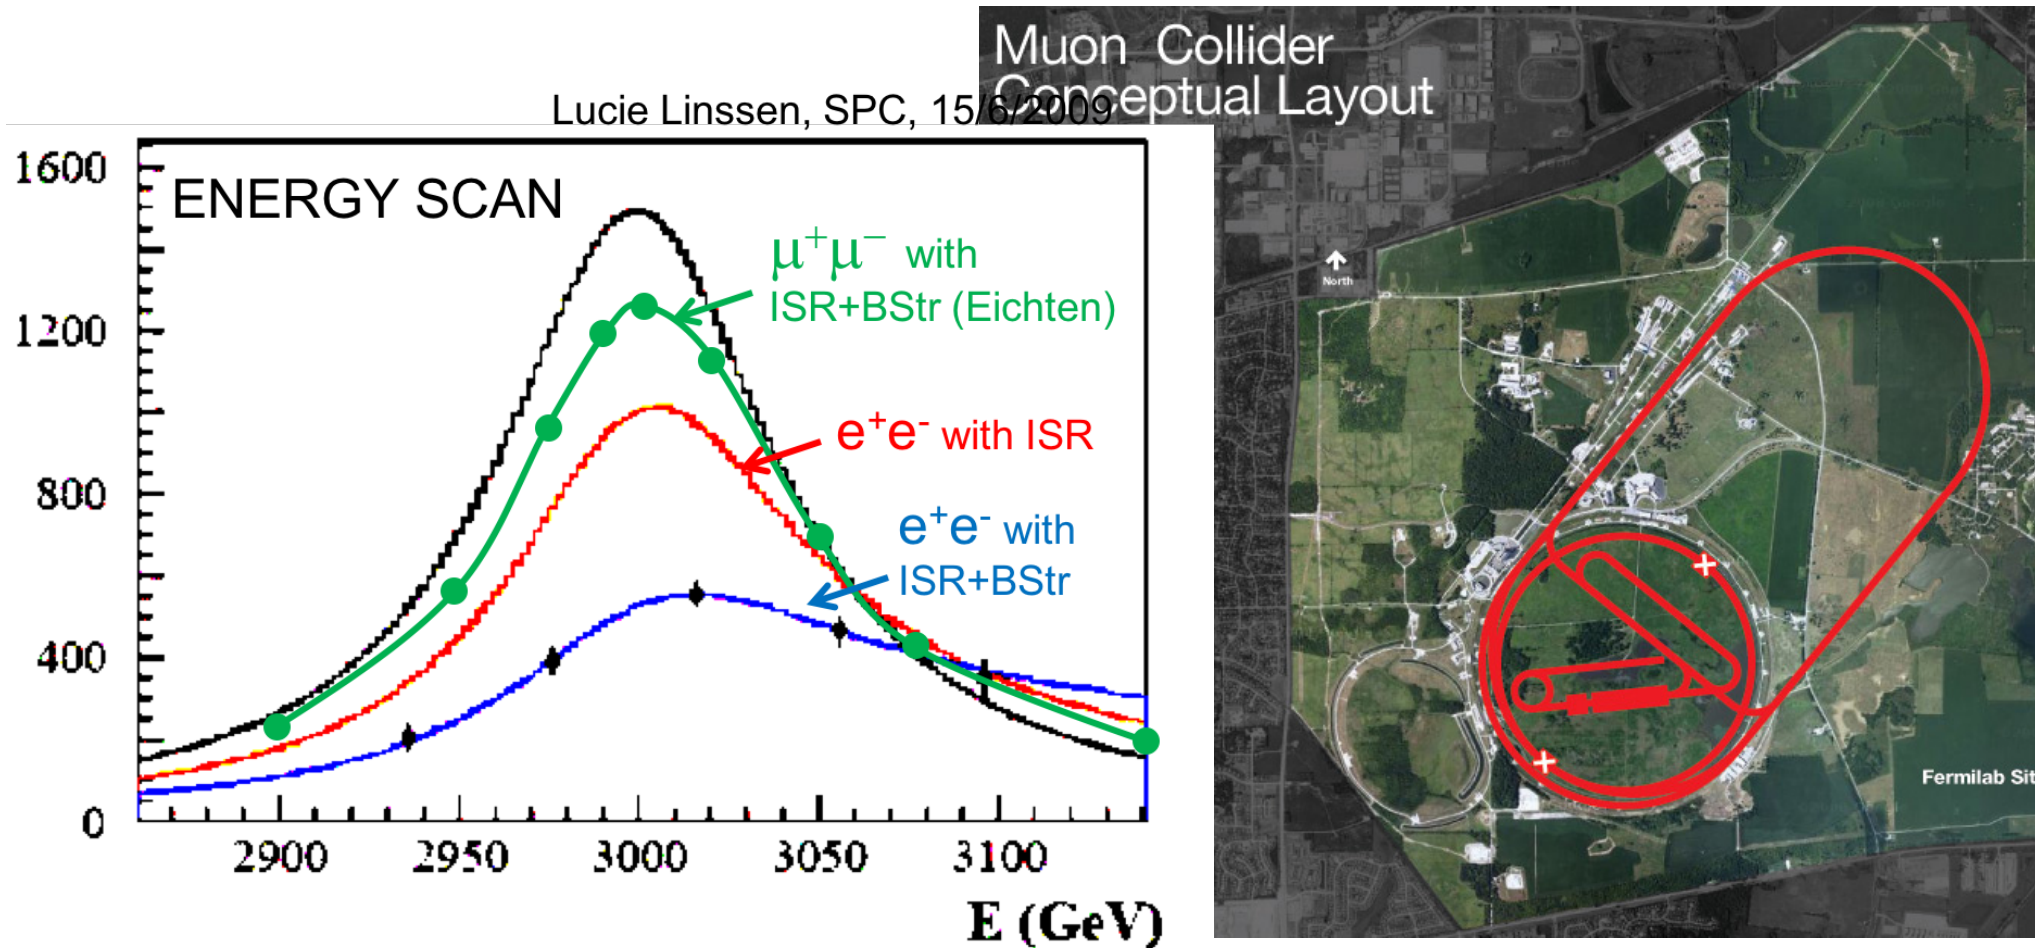 Muon Collider
Conceptual Layout
Lucie Linssen, SPC, 15/6/2009
1600
1200
800
400
0
ENERGY SCAN
μ⁺μ⁻ with
ISR+BStr (Eichten)
e⁺e⁻ with ISR
e⁺e⁻ with
ISR+BStr
2900 2950 3000 3050 3100
E (GeV)
North
Fermilab Sit